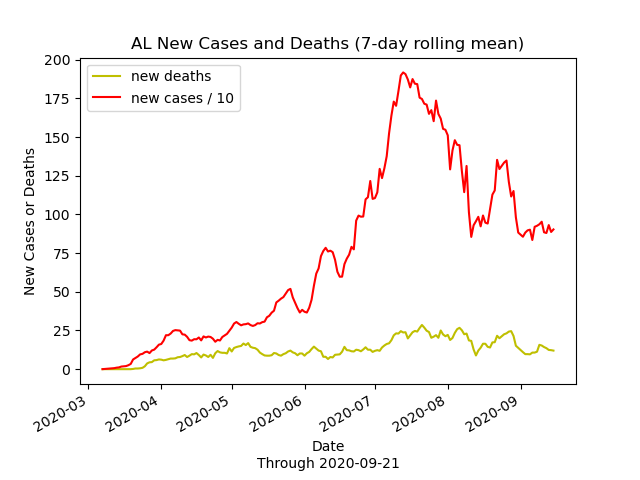 AL New Cases and Deaths (7-day rolling mean)
new deaths
new cases / 10
New Cases or Deaths
200
175
150
125
100
75
50
25
0
2020-03
2020-04
2020-05
2020-06
2020-07
2020-08
2020-09
Date
Through 2020-09-21